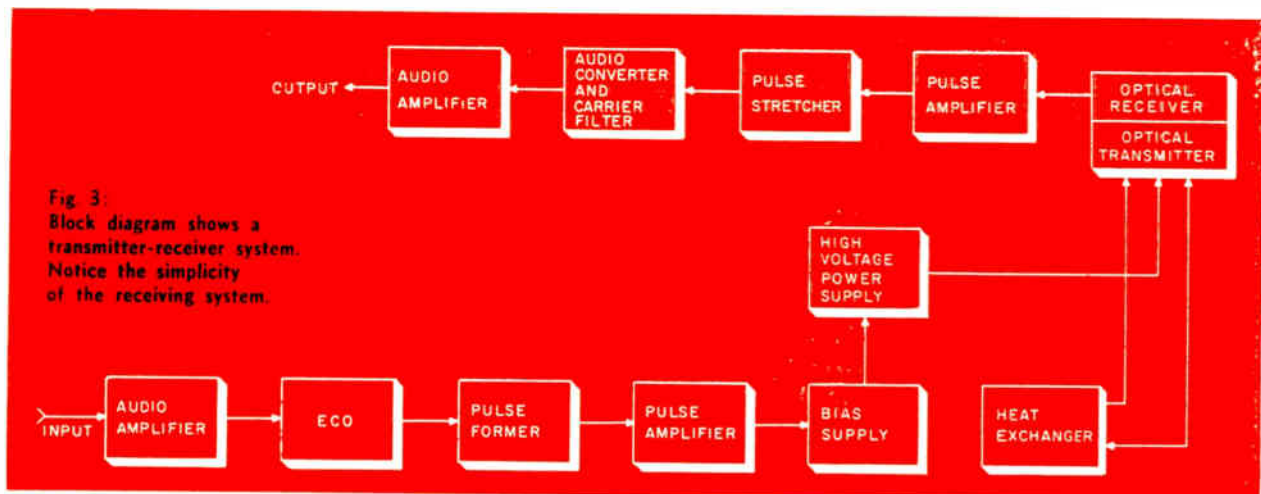 CUTPUT
AUDIO
AMPLIFIER
AUDIO
CONVERTER
AND
CARRIER
FILTER
PULSE
STRETCHER
PULSE
AMPLIFIER
OPTICAL
RECEIVER
OPTICAL
TRANSMITTER
Fig. 3:
Block diagram shows a
transmitter-receiver system.
Notice the simplicity
of the receiving system.
HIGH
VOLTAGE
POWER
SUPPLY
INPUT
AUDIO
AMPLIFIER
ECO
PULSE
FORMER
PULSE
AMPLIFIER
BIAS
SUPPLY
HEAT
EXCHANGER